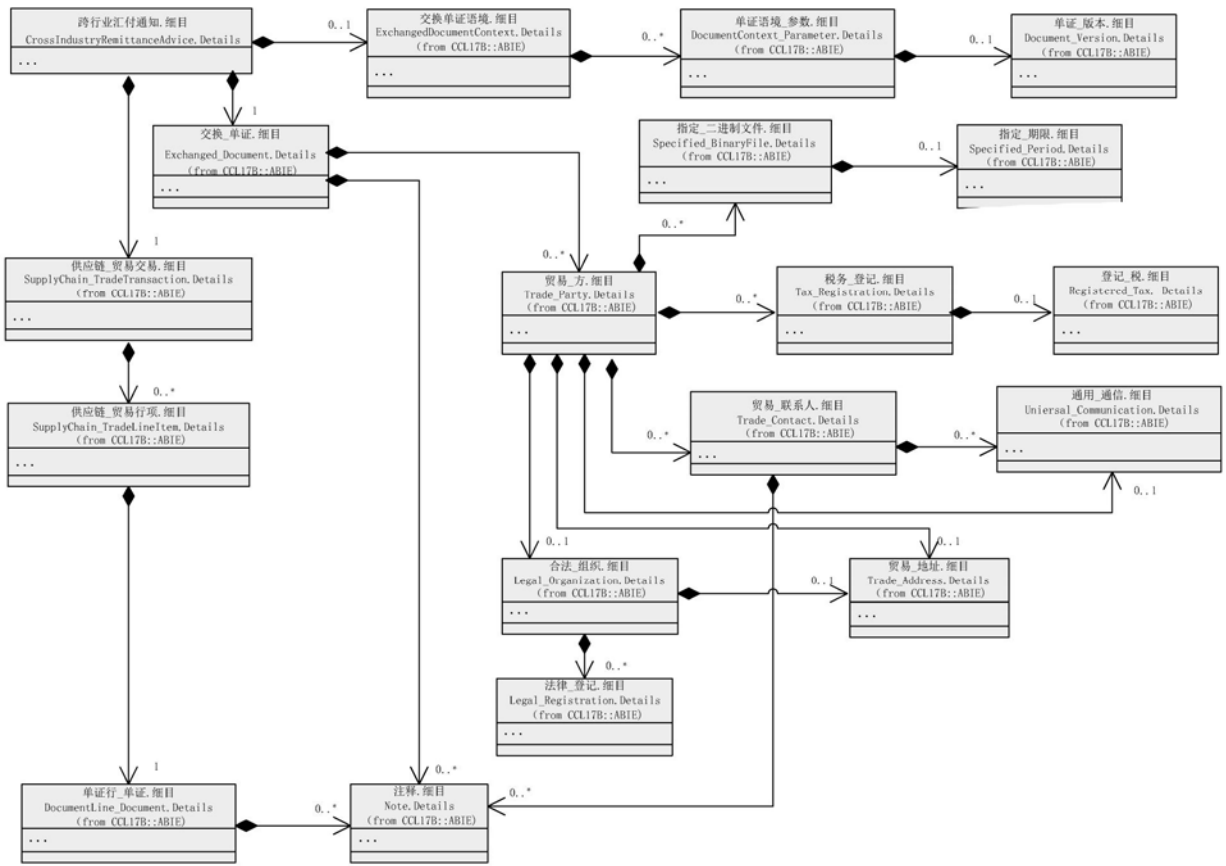 跨行业汇付通知.细目
CrossIndustryRemittanceAdvice.Details
...
0..1
交换单证语境.细目
ExchangedDocumentContext.Details
(from CCL17B::ABIE)
...
0..*
单证语境_参数.细目
DocumentContext_Parameter.Details
(from CCL17B::ABIE)
...
0..1
单证_版本.细目
Document_Version.Details
(from CCL17B::ABIE)
...
1
交换_单证.细目
Exchanged_Document.Details
(from CCL17B::ABIE)
...
指定_二进制文件.细目
Specified_BinaryFile.Details
(from CCL17B::ABIE)
...
0..1
指定_期限.细目
Specified_Period.Details
(from CCL17B::ABIE)
...
1
0..*
0..*
供应链_贸易交易.细目
SupplyChain_TradeTransaction.Details
(from CCL17B::ABIE)
...
贸易_方.细目
Trade_Party.Details
(from CCL17B::ABIE)
...
0..*
税务_登记.细目
Tax_Registration.Details
(from CCL17B::ABIE)
...
0..1
登记_税.细目
Registered_Tax. Details
(from CCL17B::ABIE)
...
0..*
供应链_贸易行项.细目
SupplyChain_TradeLineItem.Details
(from CCL17B::ABIE)
...
0..*
贸易_联系人.细目
Trade_Contact.Details
(from CCL17B::ABIE)
...
0..*
通用_通信.细目
Uniersal_Communication.Details
(from CCL17B::ABIE)
...
0..1
0..1
0..1
合法_组织.细目
Legal_Organization.Details
(from CCL17B::ABIE)
...
0..1
贸易_地址.细目
Trade_Address.Details
(from CCL17B::ABIE)
...
0..*
法律_登记.细目
Legal_Registration.Details
(from CCL17B::ABIE)
...
1
0..*
0..*
单证行_单证.细目
DocumentLine_Document.Details
(from CCL17B::ABIE)
...
0..*
注释.细目
Note.Details
(from CCL17B::ABIE)
...